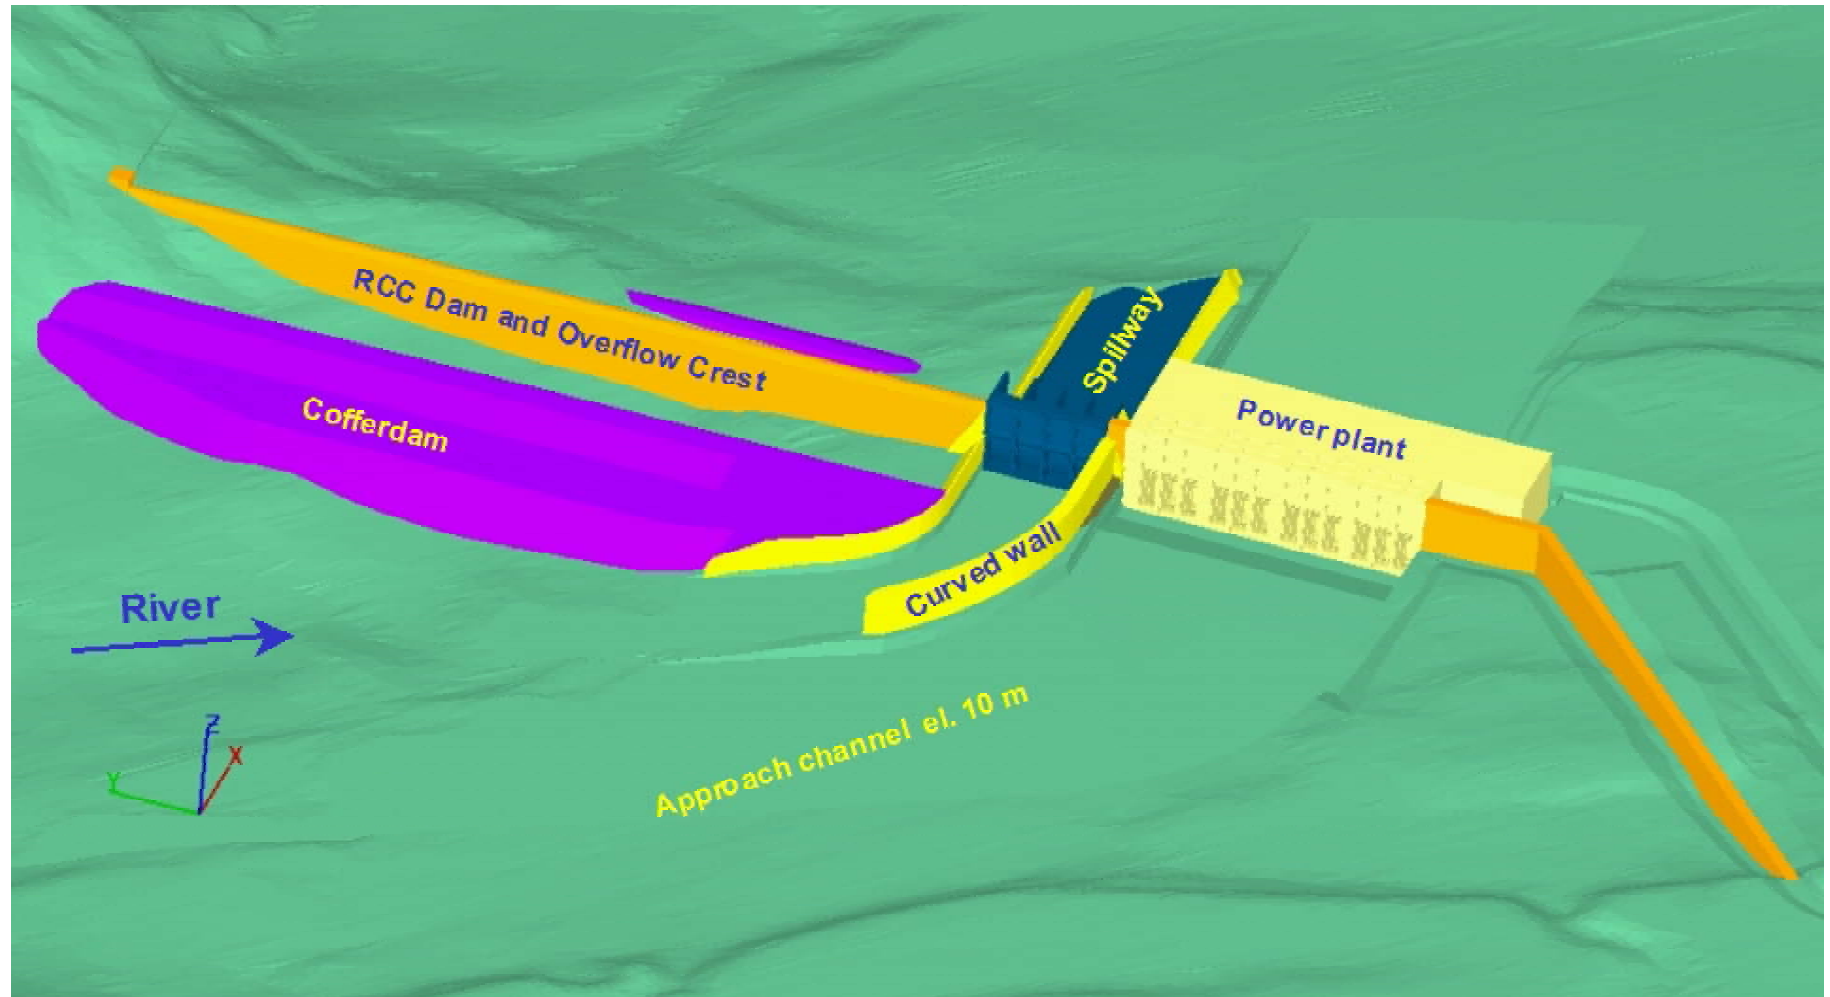 RCC Dam and Overflow Crest
Spillway
Cofferdam
Power plant
Curved wall
River
Approach channel el. 10 m
Z
X
Y